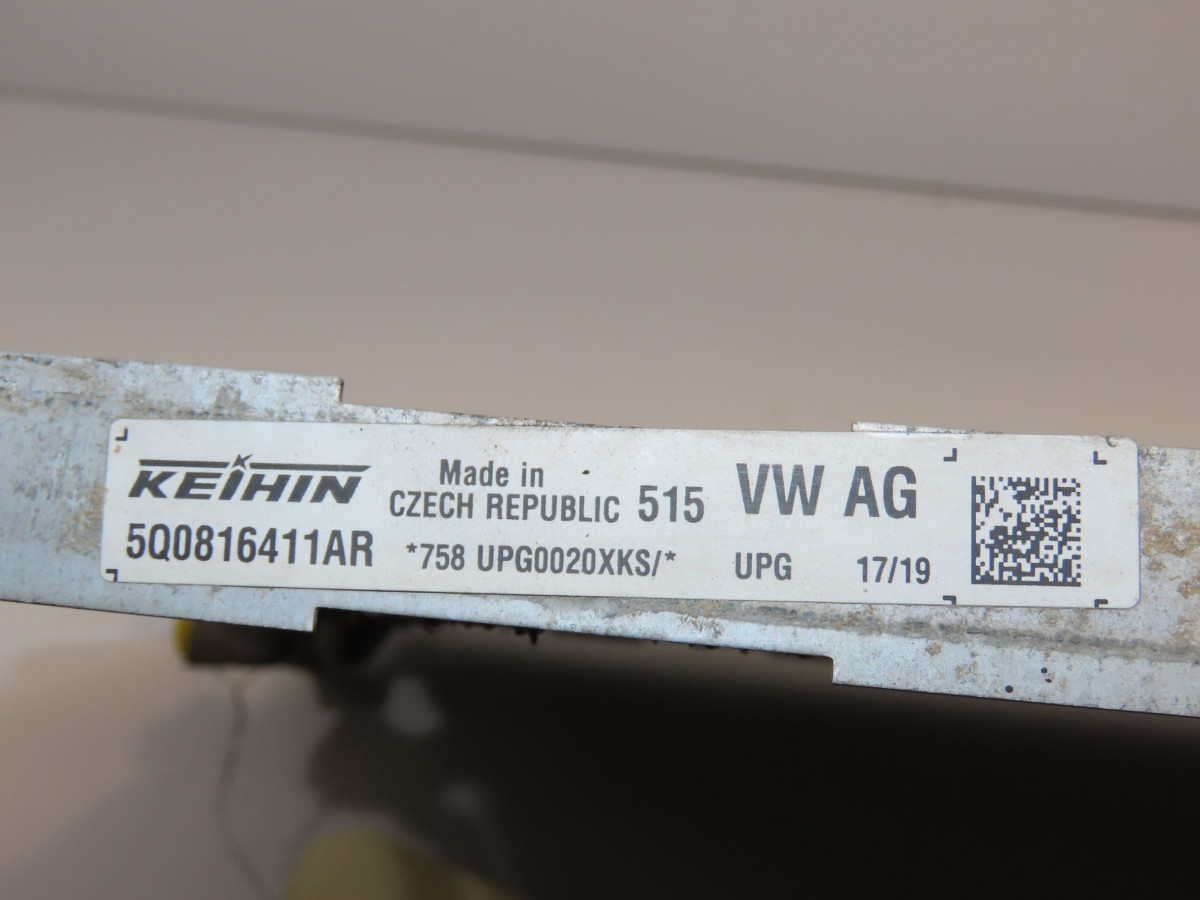 KEIHIN
Made in
CZECH REPUBLIC 515
VW AG
5Q0816411AR
*758 UPG0020XKS/*
UPG
17/19